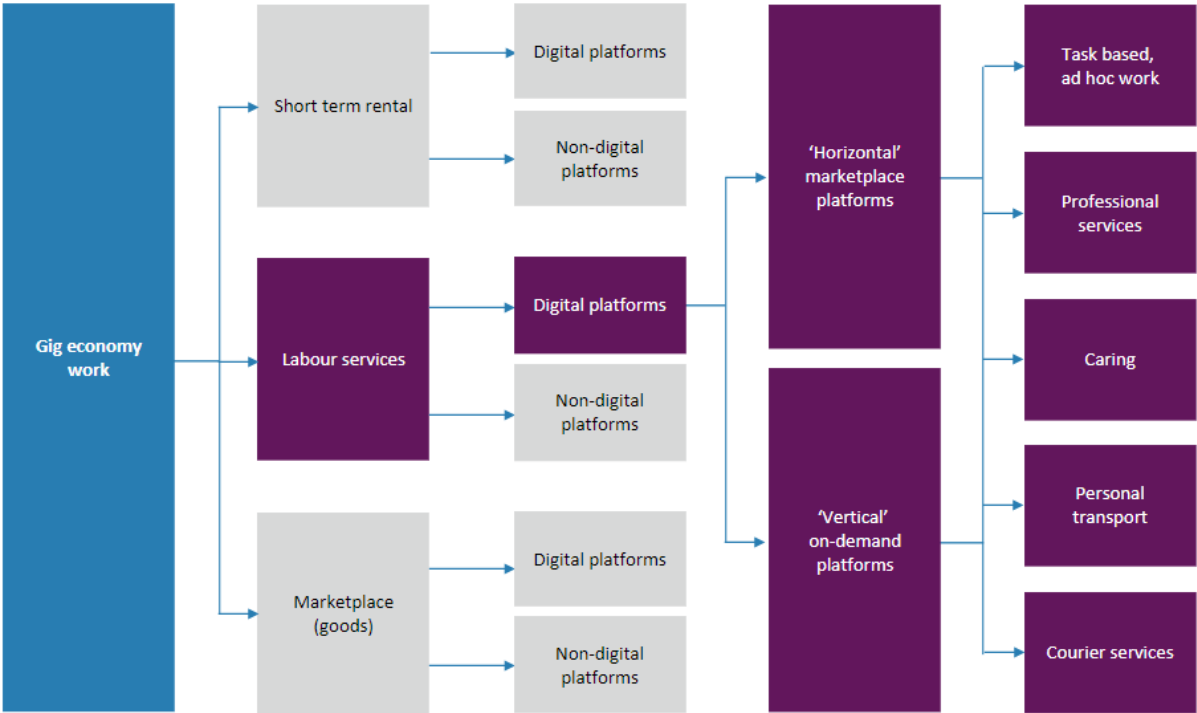 Gig economy
work
Short term rental
Digital platforms
Non-digital
platforms
Labour services
Digital platforms
Non-digital
platforms
Marketplace
(goods)
Digital platforms
Non-digital
platforms
‘Horizontal’
marketplace
platforms
‘Vertical’
on-demand
platforms
Task based,
ad hoc work
Professional
services
Caring
Personal
transport
Courier services